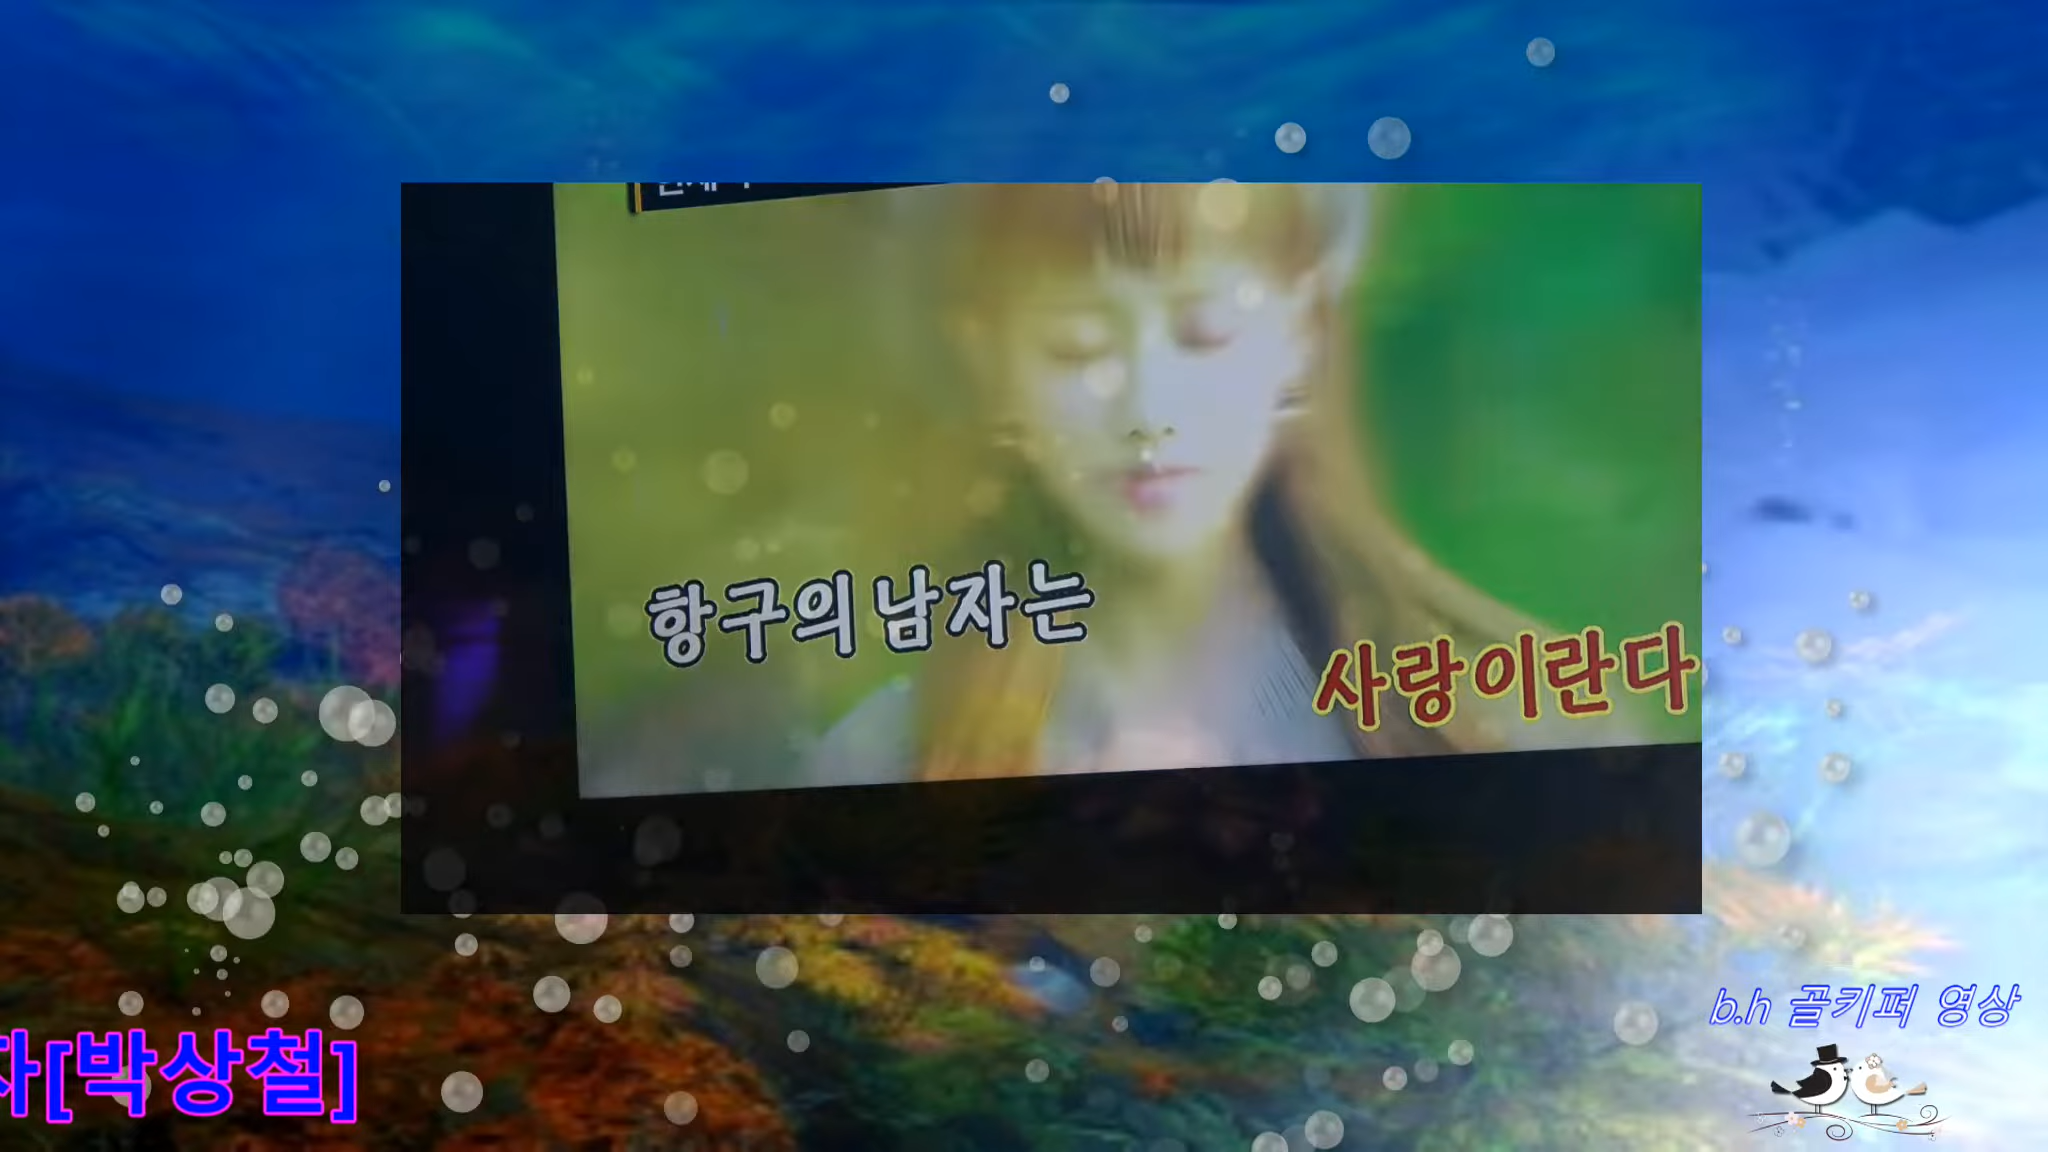 항구의 남자는
사랑이란다
b.h 골키퍼 영상
자[박상철]